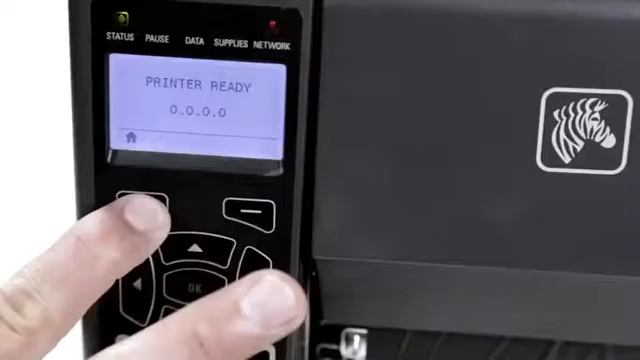 STATUS PAUSE DATA SUPPLIES NETWORK
PRINTER READY
0.0.0.0
OK